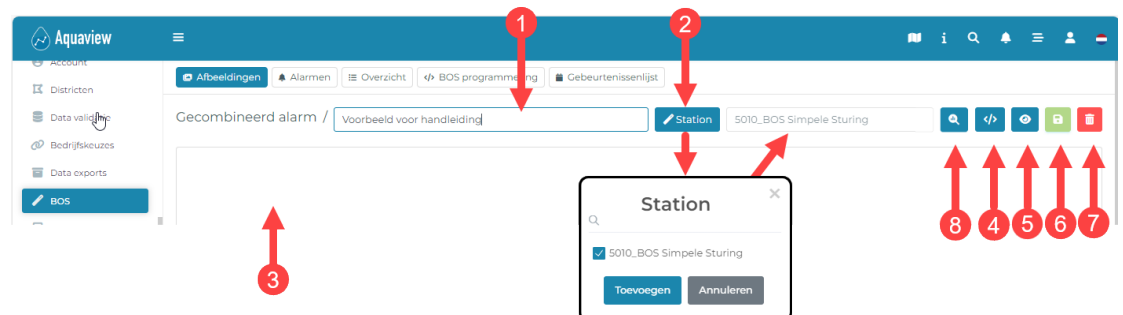 1
2
Aquaview
i
Account
Afbeeldingen Alarmen Overzicht </> BOS programmering Gebeurtenissenlijst
Districten
Data validatie
Gecombineerd alarm / Voorbeeld voor handleiding Station 5010_BOS Simpele Sturing </>
Bedrijfskeuzes
Data exports
BOS
Station
×
5010_BOS Simpele Sturing
Toevoegen Annuleren
3
8 4 5 6 7